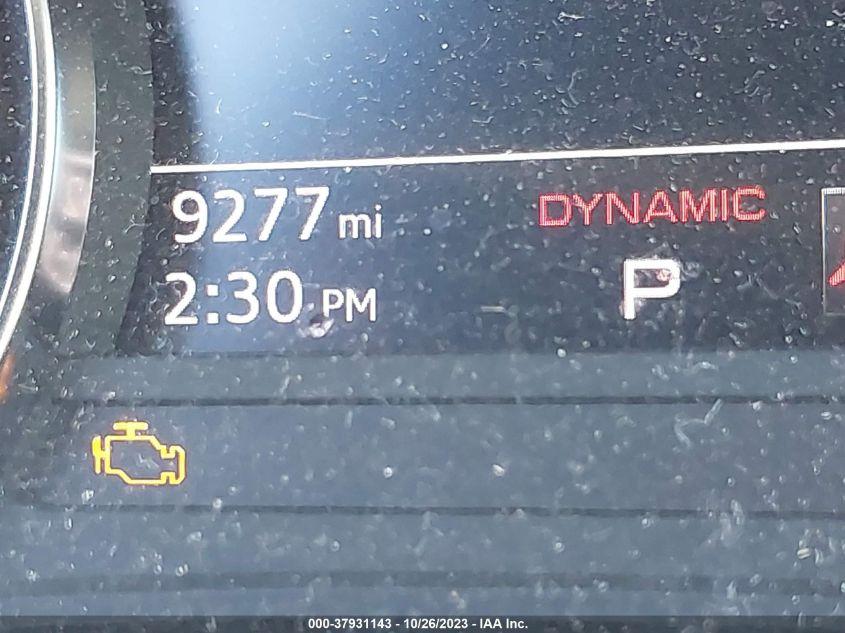 9277 mi DYNAMIC
2:30 PM P
000-37931143 - 10/26/2023 - IAA Inc.